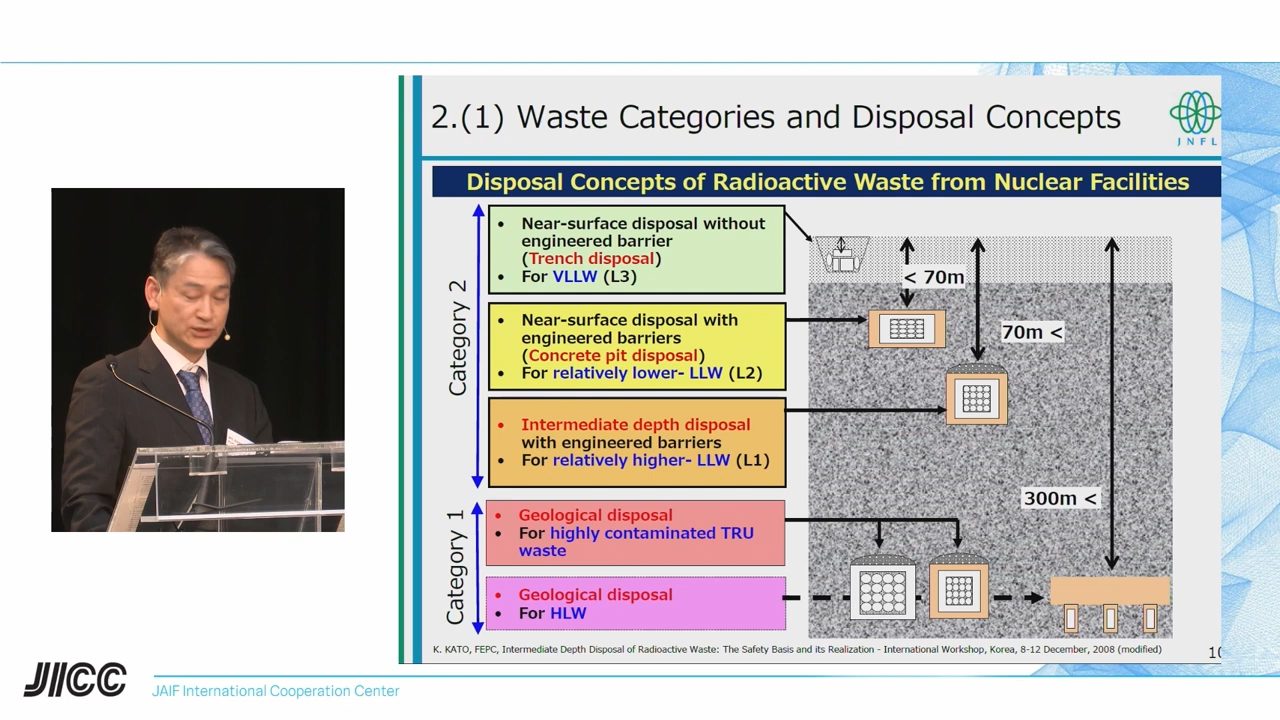 2.(1) Waste Categories and Disposal Concepts
JNFL
Disposal Concepts of Radioactive Waste from Nuclear Facilities
Category 2
• Near-surface disposal without
engineered barrier
(Trench disposal)
• For VLLW (L3)
• Near-surface disposal with
engineered barriers
(Concrete pit disposal)
• For relatively lower- LLW (L2)
• Intermediate depth disposal
with engineered barriers
• For relatively higher- LLW (L1)
Category 1
• Geological disposal
• For highly contaminated TRU
waste
• Geological disposal
• For HLW
< 70m
70m <
300m <
K. KATO, FEPC, Intermediate Depth Disposal of Radioactive Waste: The Safety Basis and its Realization - International Workshop, Korea, 8-12 December, 2008 (modified)
JICC
JAIF International Cooperation Center